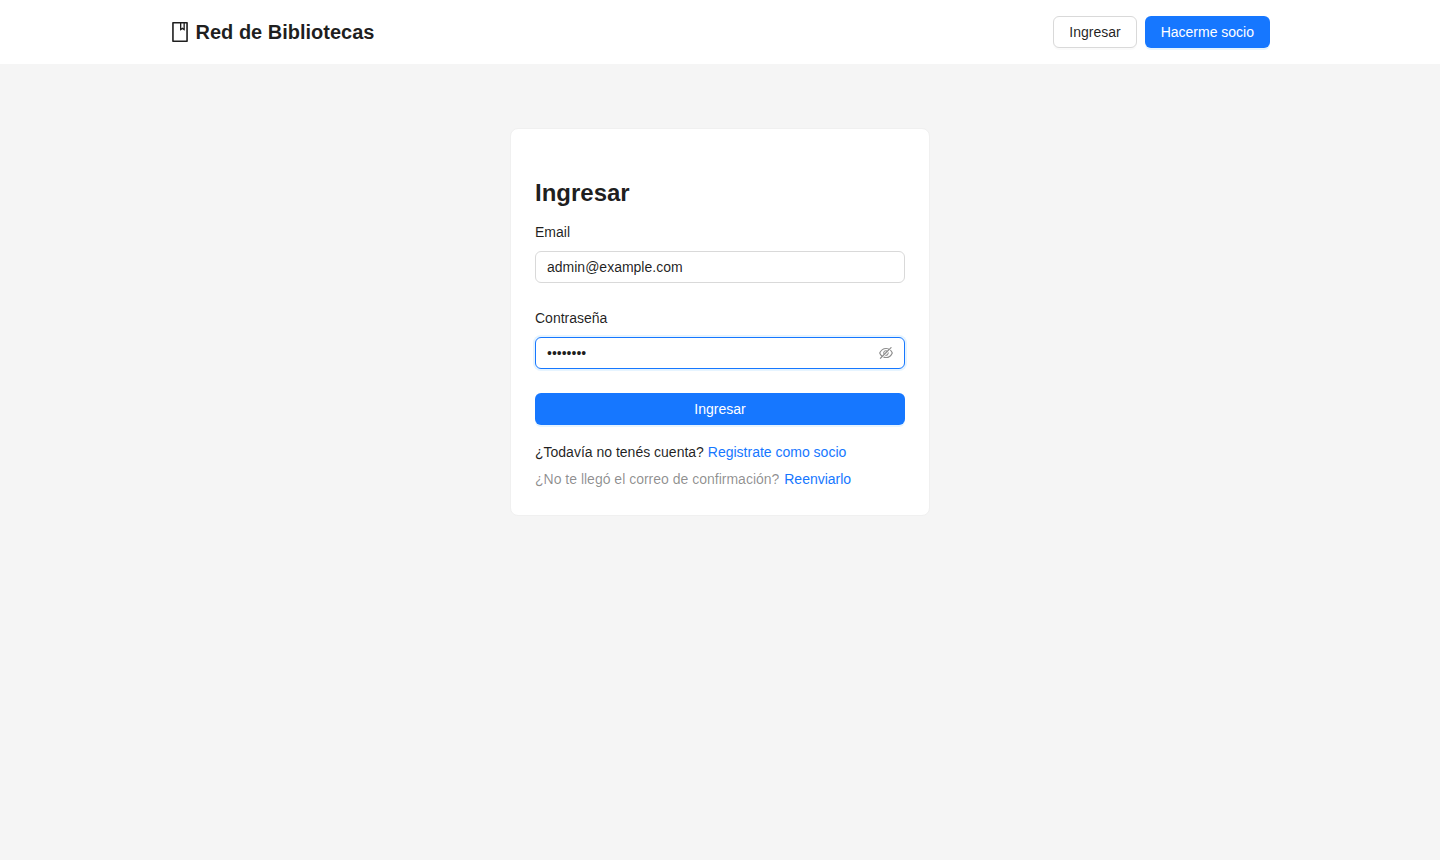 Red de Bibliotecas
Ingresar
Hacerme socio
Ingresar
Email
admin@example.com
Contraseña
••••••••
Ingresar
¿Todavía no tenés cuenta? Registrate como socio
¿No te llegó el correo de confirmación? Reenviarlo